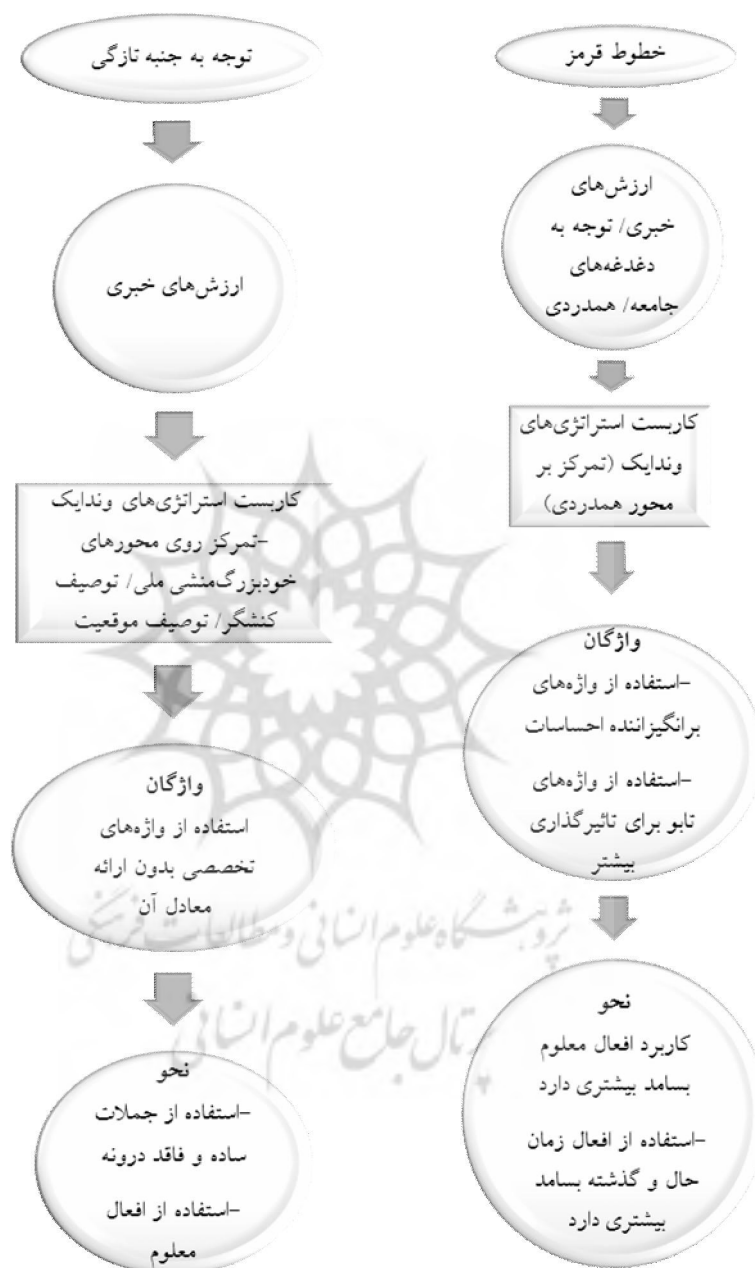 خطوط قرمز
ارزش‌های
خبری/ توجه به
دغدغه‌های
جامعه/ همدردی
کاربست استراتژی‌های
وندایک (تمرکز بر
محور همدردی)
واژگان
-استفاده از واژه‌های
برانگیزاننده احساسات
-استفاده از واژه‌های
تابو برای تاثیرگذاری
بیشتر
نحو
کاربرد افعال معلوم
بسامد بیشتری دارد
-استفاده از افعال زمان
حال و گذشته بسامد
بیشتری دارد
توجه به جنبه تازگی
ارزش‌های خبری
کاربست استراتژی‌های وندایک
-تمرکز روی محورهای
خودبزرگ‌منشی ملی/ توصیف
کنشگر/ توصیف موقعیت
واژگان
استفاده از واژه‌های
تخصصی بدون ارائه
معادل آن
نحو
-استفاده از جملات
ساده و فاقد درونه
-استفاده از افعال
معلوم
پژوهشگاه علوم انسانی و مطالعات فرهنگی
پرتال جامع علوم انسانی